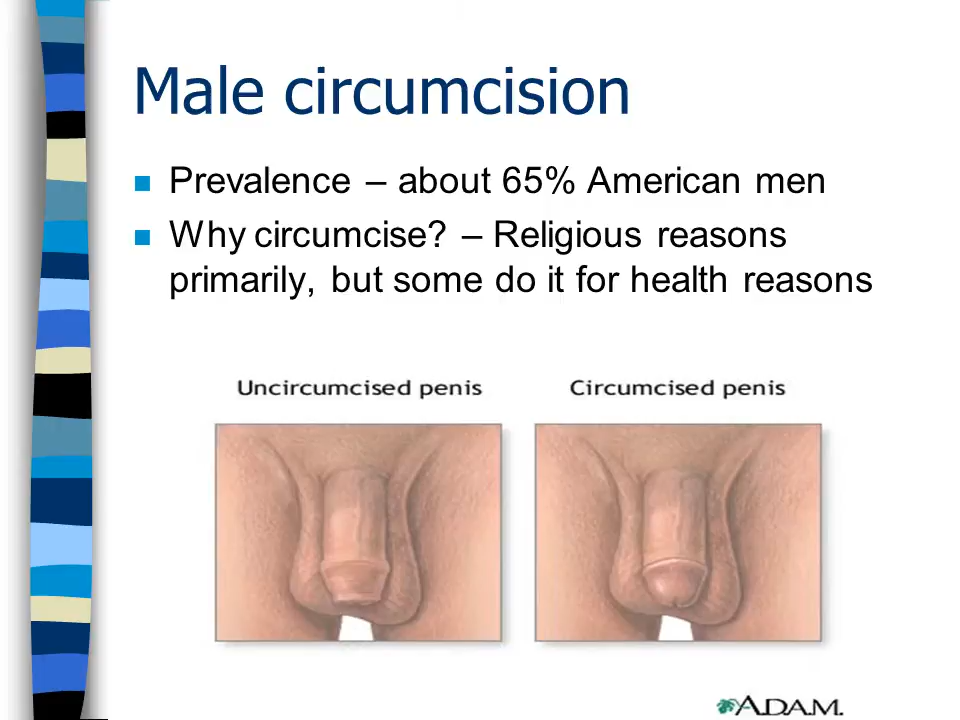 Male circumcision
Prevalence – about 65% American men
Why circumcise? – Religious reasons
primarily, but some do it for health reasons
Uncircumcised penis
Circumcised penis
A.D.A.M.